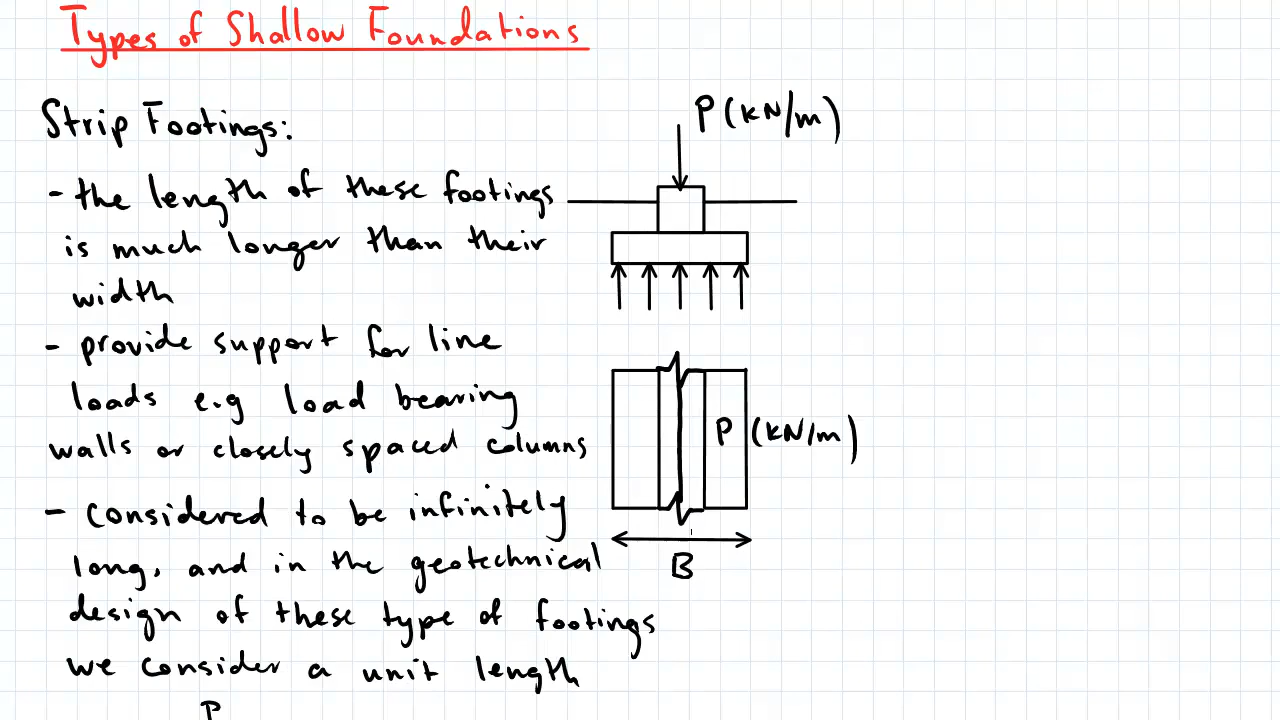 Types of Shallow Foundations
Strip Footings:
- the length of these footings
is much longer than their
width
- provide support for line
loads e.g load bearing
walls or closely spaced columns
- considered to be infinitely
long, and in the geotechnical
design of these type of footings
we consider a unit length
P
P(kN/m)
P (kN/m)
B